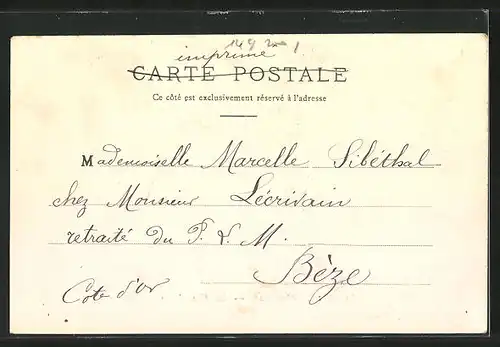 imprimé
CARTE POSTALE
Ce côté est exclusivement réservé à l'adresse
Mademoiselle Marcelle Sibéthal
chez Monsieur Lécrivain
retraité du P. L. M.
Bèze
Cote d'Or